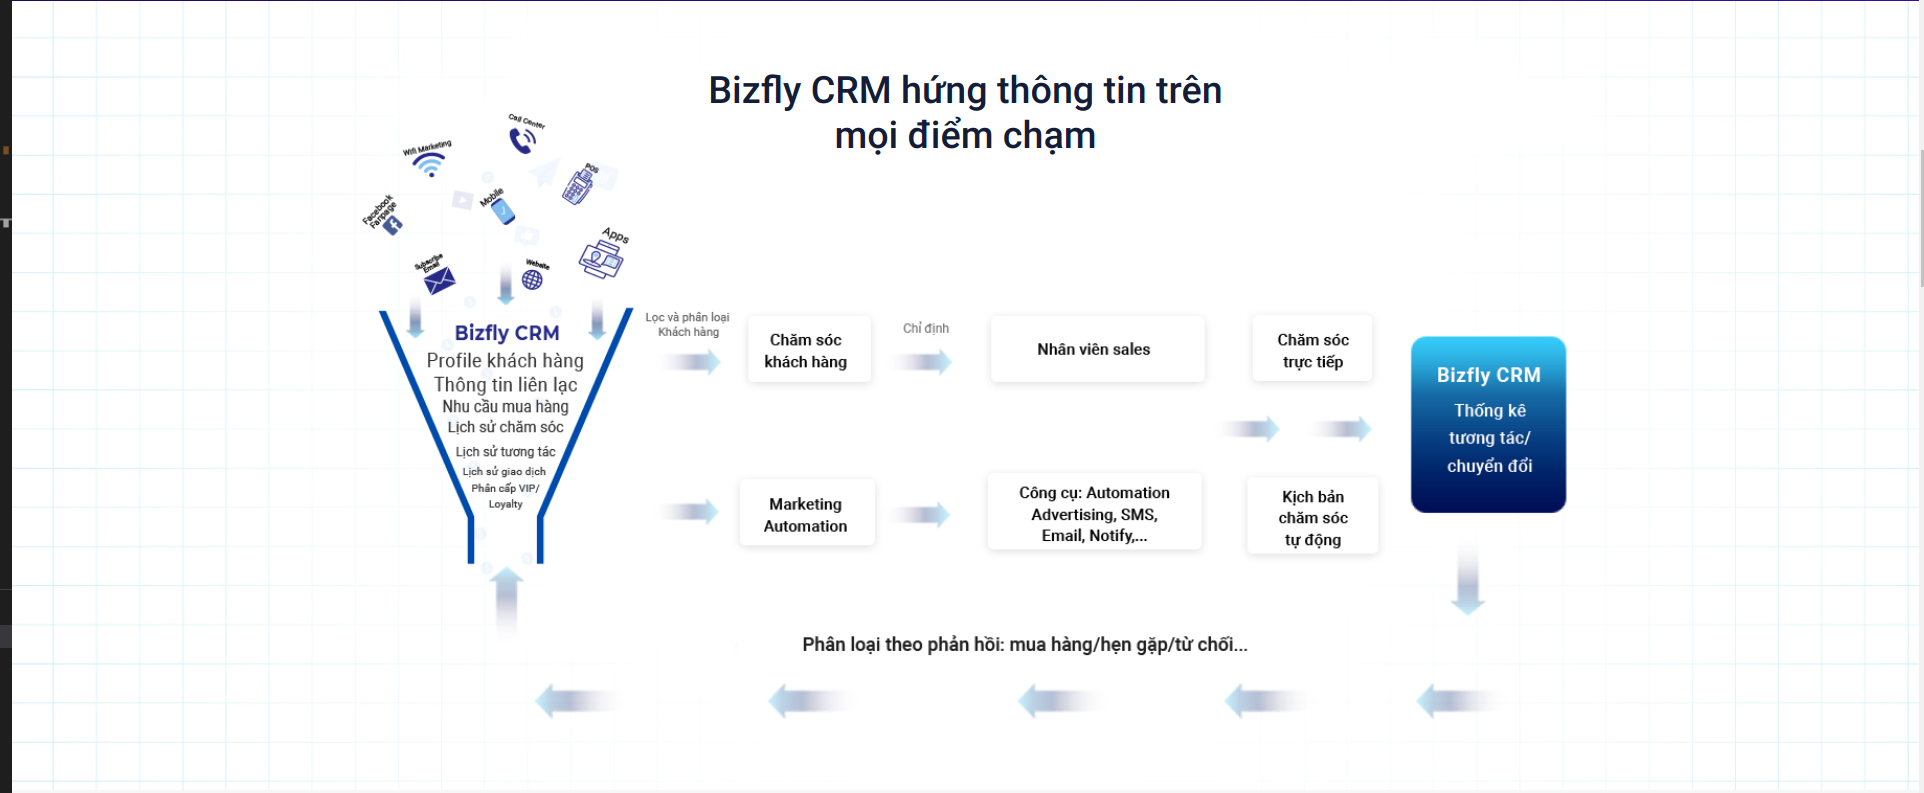 Bizfly CRM hứng thông tin trên
mọi điểm chạm
Call Center
Wifi Marketing
POS
Mobile
Facebook
Fanpage
Apps
Subscribe
Email
Website
Bizfly CRM
Profile khách hàng
Thông tin liên lạc
Nhu cầu mua hàng
Lịch sử chăm sóc
Lịch sử tương tác
Lịch sử giao dịch
Phân cấp VIP/
Loyalty
Lọc và phân loại
Khách hàng
Chăm sóc
khách hàng
Chỉ định
Nhân viên sales
Chăm sóc
trực tiếp
Marketing
Automation
Công cụ: Automation
Advertising, SMS,
Email, Notify,...
Kịch bản
chăm sóc
tự động
Bizfly CRM
Thống kê
tương tác/
chuyển đổi
Phân loại theo phản hồi: mua hàng/hẹn gặp/từ chối...